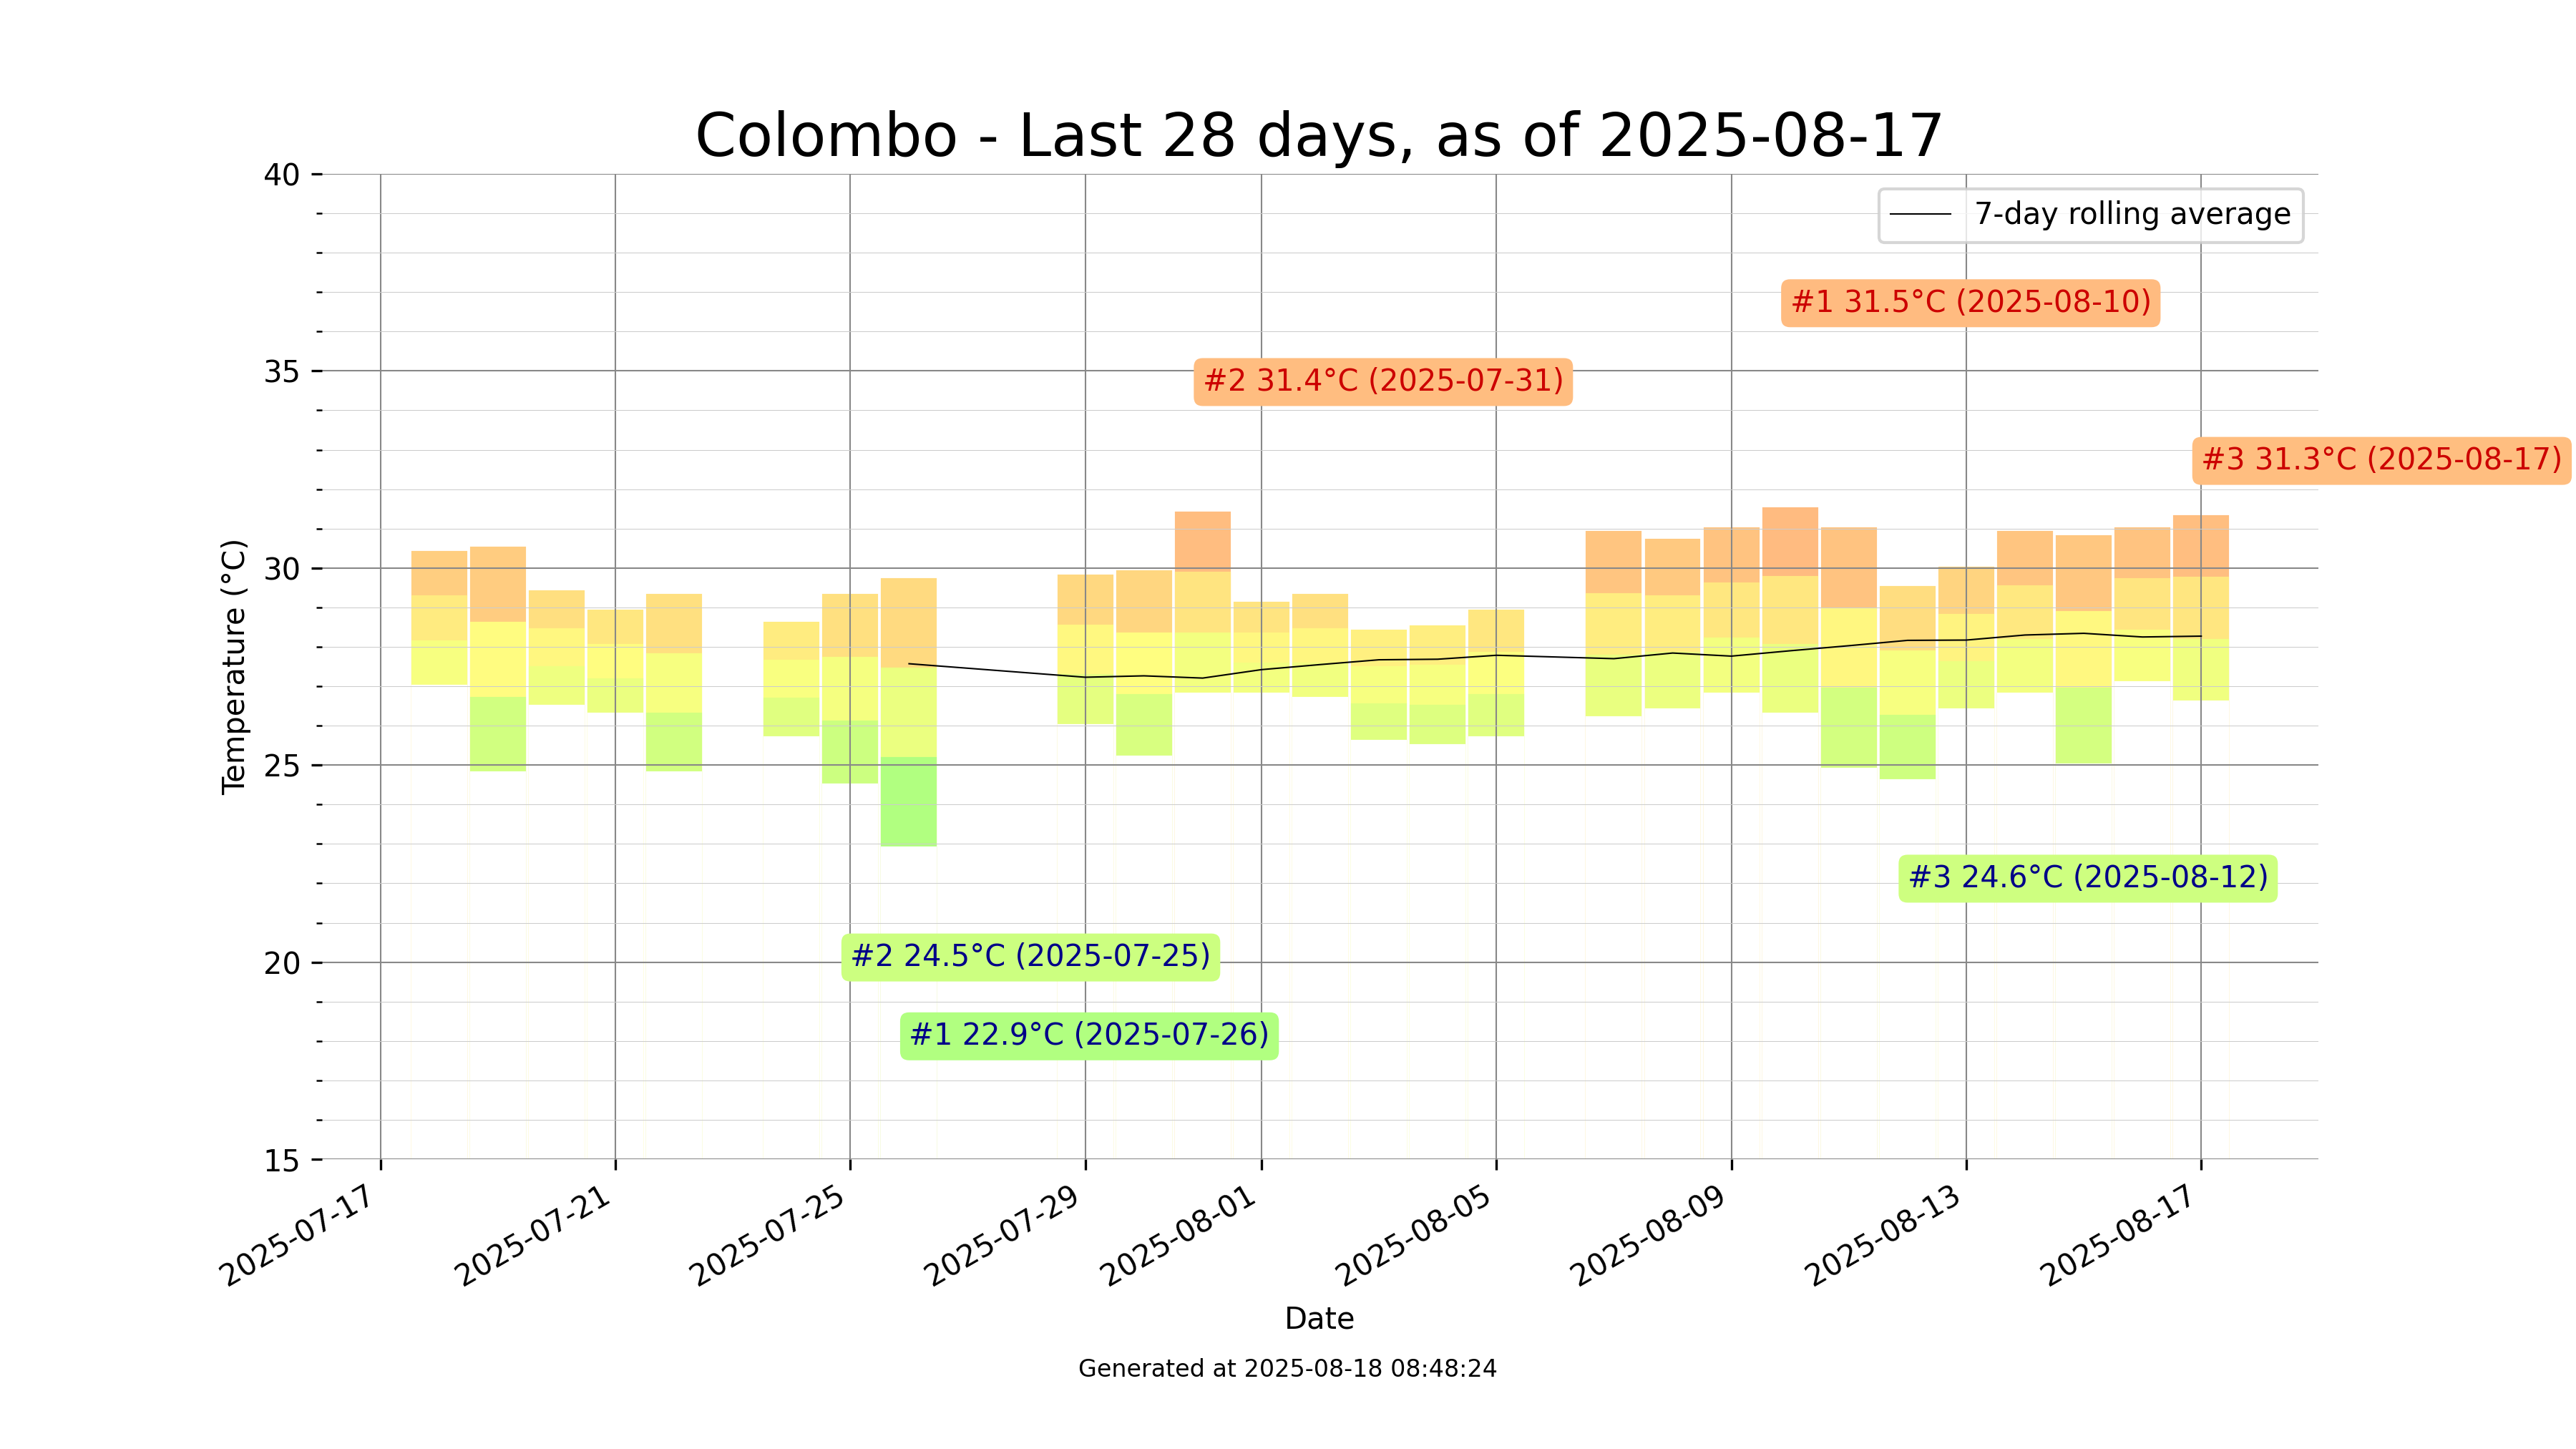 Colombo - Last 28 days, as of 2025-08-17
40
7-day rolling average
#1 31.5°C (2025-08-10)
35
#2 31.4°C (2025-07-31)
#3 31.3°C (2025-08-17)
30
Temperature (°C)
25
#3 24.6°C (2025-08-12)
#2 24.5°C (2025-07-25)
20
#1 22.9°C (2025-07-26)
15
2025-07-17
2025-07-21
2025-07-25
2025-07-29
2025-08-01
2025-08-05
2025-08-09
2025-08-13
2025-08-17
Date
Generated at 2025-08-18 08:48:24